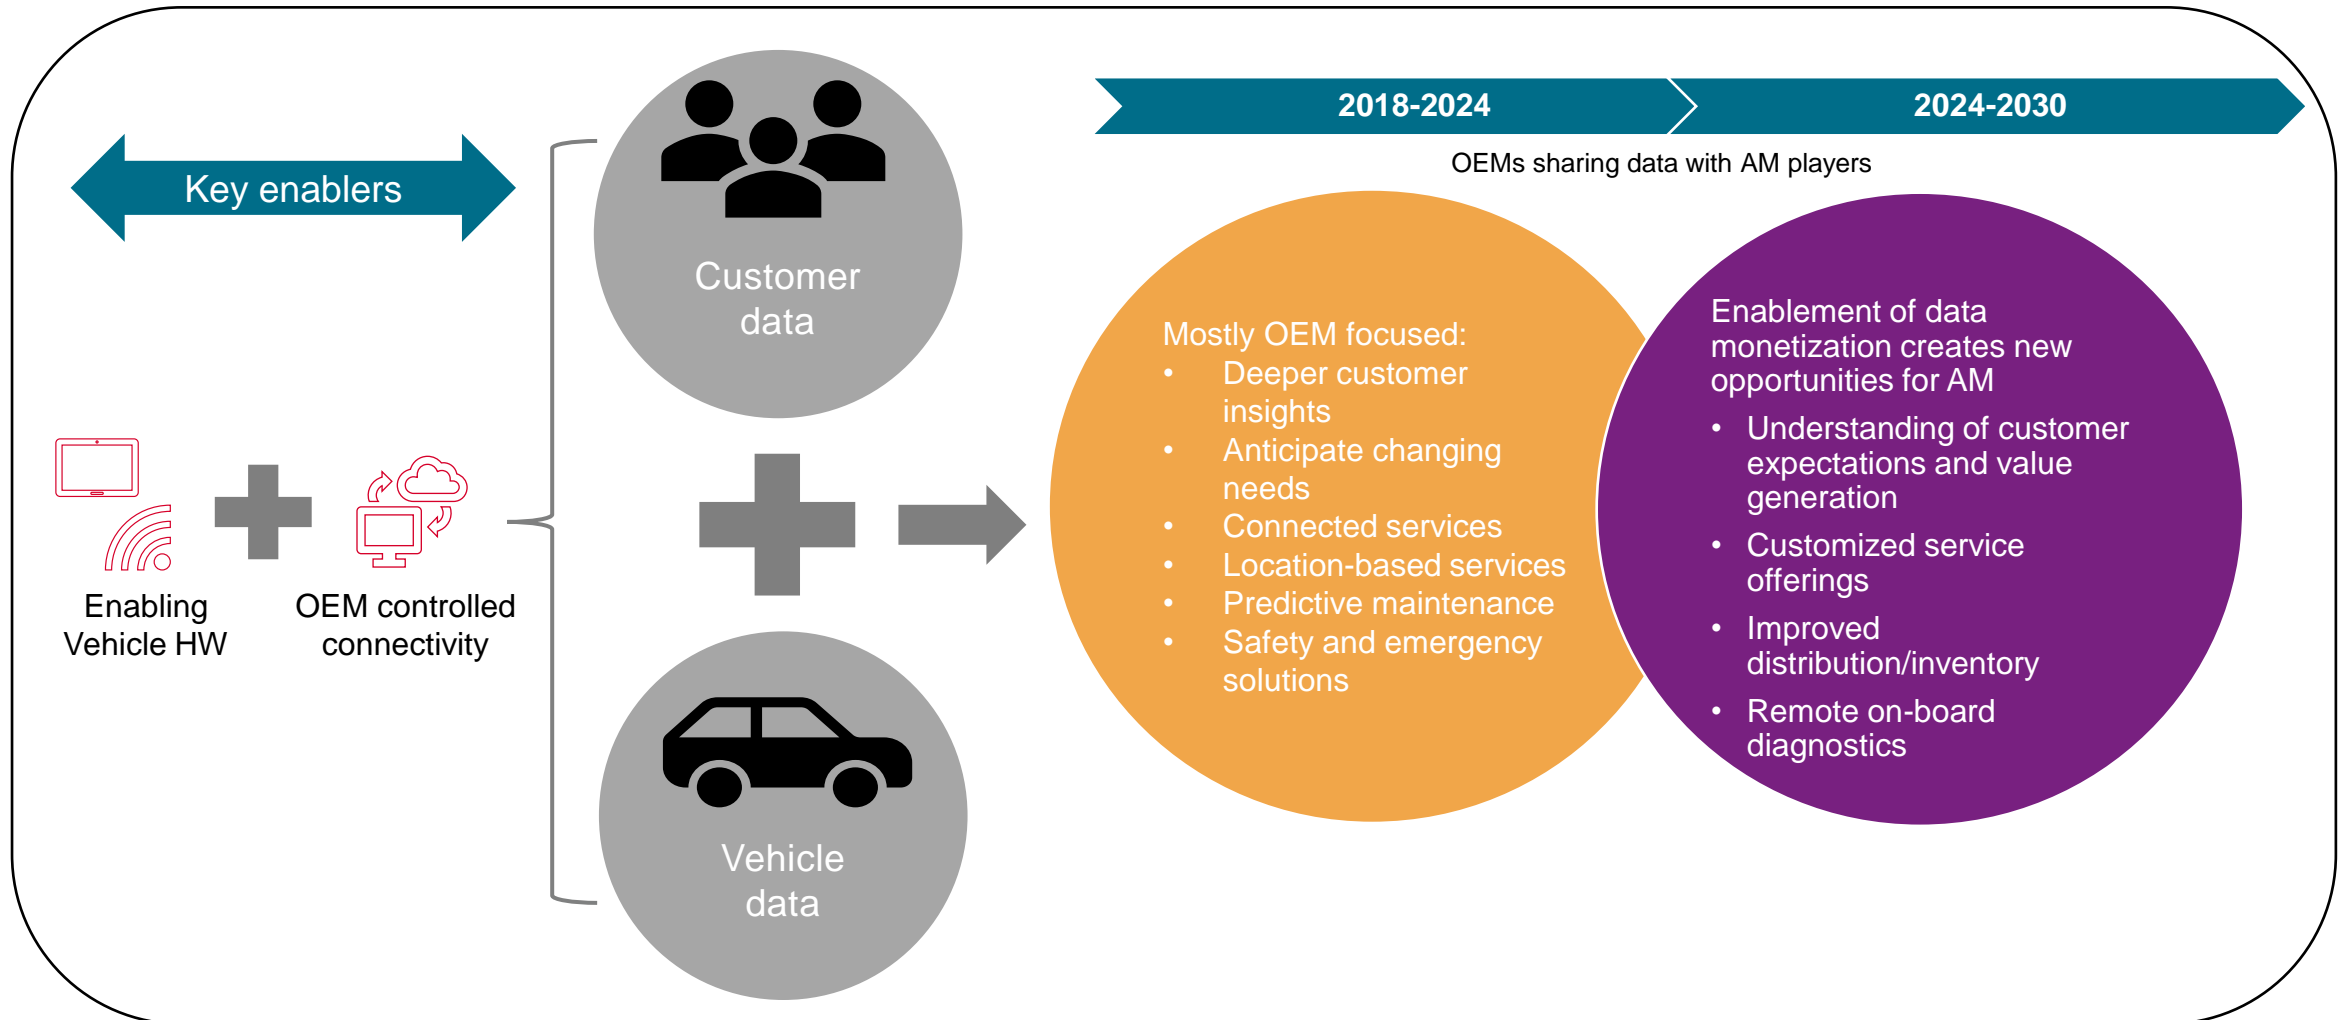 Key enablers
Enabling
Vehicle HW
OEM controlled
connectivity
Customer
data
Vehicle
data
2018-2024
2024-2030
OEMs sharing data with AM players
Mostly OEM focused:
• Deeper customer
insights
• Anticipate changing
needs
• Connected services
• Location-based services
• Predictive maintenance
• Safety and emergency
solutions
Enablement of data
monetization creates new
opportunities for AM
• Understanding of customer
expectations and value
generation
• Customized service
offerings
• Improved
distribution/inventory
• Remote on-board
diagnostics